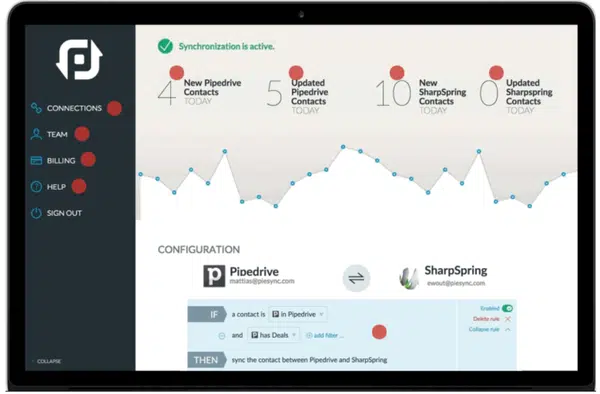 Synchronization is active.
4 New Pipedrive Contacts TODAY
5 Updated Pipedrive Contacts TODAY
10 New SharpSpring Contacts TODAY
0 Updated Sharpspring Contacts TODAY
CONNECTIONS
TEAM
BILLING
HELP
SIGN OUT
COLLAPSE
CONFIGURATION
Pipedrive
mattias@piesync.com
SharpSpring
ewout@piesync.com
IF a contact is in Pipedrive
and has Deals add filter ...
Enabled
Delete rule
Collapse rule
THEN sync the contact between Pipedrive and SharpSpring